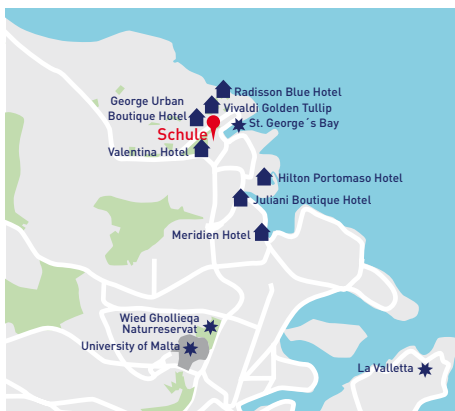 Radisson Blue Hotel
George Urban
Boutique Hotel
Vivaldi Golden Tullip
St. George´s Bay
Schule
Valentina Hotel
Hilton Portomaso Hotel
Juliani Boutique Hotel
Meridien Hotel
Wied Ghollieqa
Naturreservat
University of Malta
La Valletta